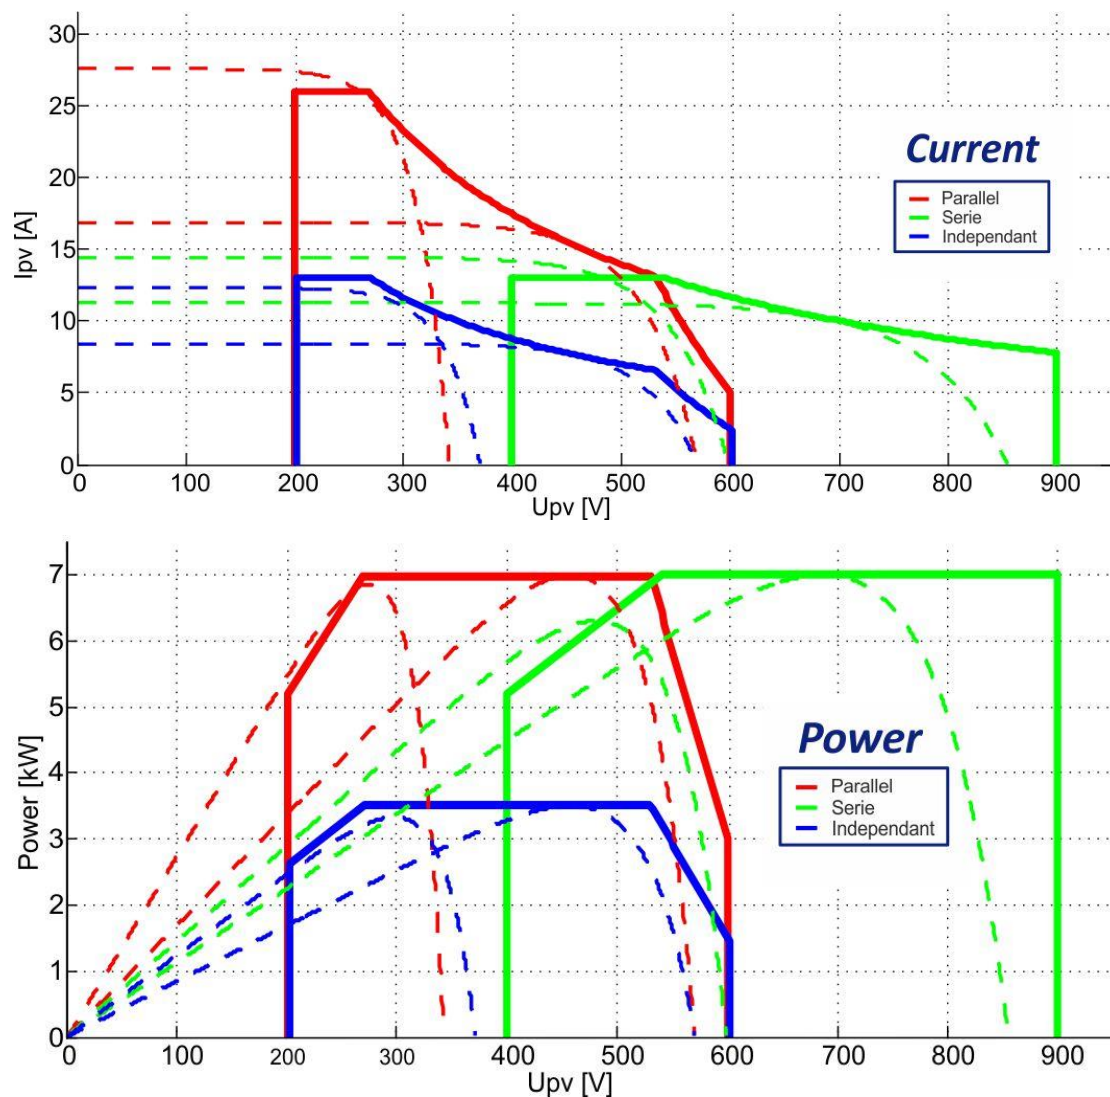 30
25
20
15
10
5
0
Ipv [A]
Current
Parallel
Serie
Independant
0 100 200 300 400 500 600 700 800 900
Upv [V]
7
6
5
4
3
2
1
0
Power [kW]
Power
Parallel
Serie
Independant
0 100 200 300 400 500 600 700 800 900
Upv [V]